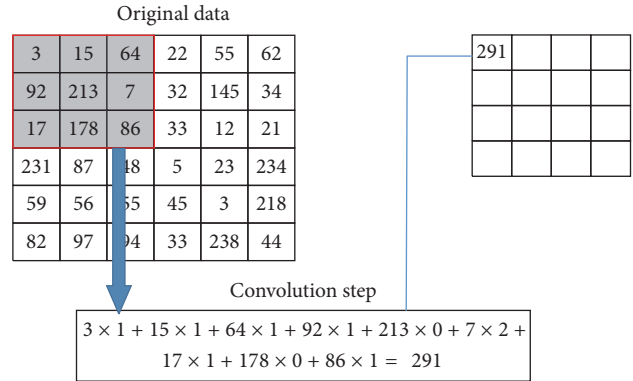 Original data
3 15 64 22 55 62
291
92 213 7 32 145 34
17 178 86 33 12 21
231 87 48 5 23 234
59 56 55 45 3 218
82 97 94 33 238 44
Convolution step
3 × 1 + 15 × 1 + 64 × 1 + 92 × 1 + 213 × 0 + 7 × 2 +
17 × 1 + 178 × 0 + 86 × 1 = 291